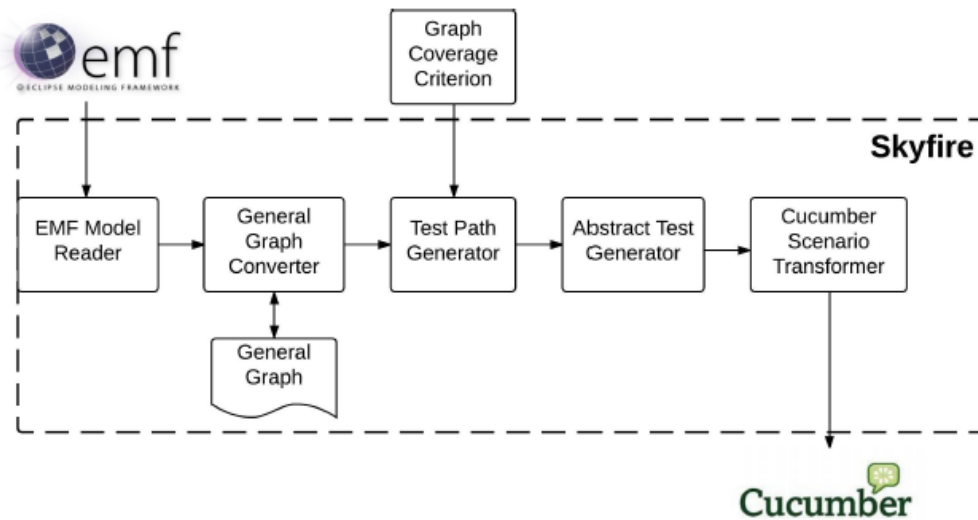 emf
ECLIPSE MODELING FRAMEWORK
Graph
Coverage
Criterion
Skyfire
EMF Model
Reader
General
Graph
Converter
Test Path
Generator
Abstract Test
Generator
Cucumber
Scenario
Transformer
General
Graph
Cucumber